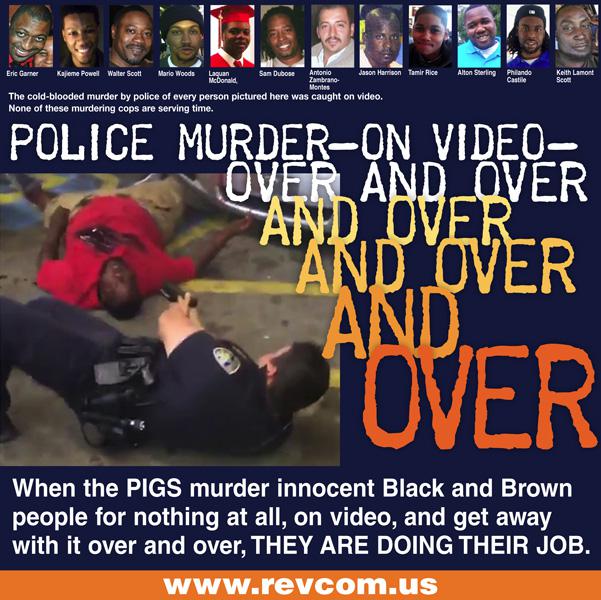 Eric Garner Kajieme Powell Walter Scott Mario Woods Laquan McDonald, Sam Dubose Antonio Zambrano-Montes Jason Harrison Tamir Rice Alton Sterling Philando Castile Keith Lamont Scott
The cold-blooded murder by police of every person pictured here was caught on video.
None of these murdering cops are serving time.
POLICE MURDER—ON VIDEO—
OVER AND OVER
AND OVER
AND OVER
AND
OVER
When the PIGS murder innocent Black and Brown
people for nothing at all, on video, and get away
with it over and over, THEY ARE DOING THEIR JOB.
www.revcom.us